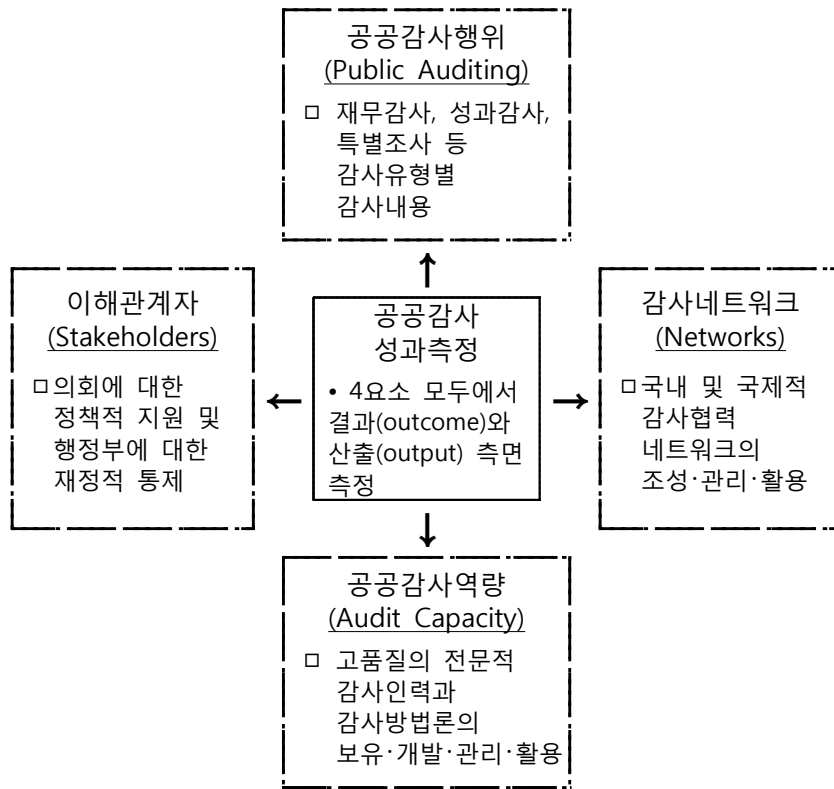 공공감사행위
(Public Auditing)
□ 재무감사, 성과감사,
특별조사 등
감사유형별
감사내용
이해관계자
(Stakeholders)
□의회에 대한
정책적 지원 및
행정부에 대한
재정적 통제
공공감사
성과측정
• 4요소 모두에서
결과(outcome)와
산출(output) 측면
측정
감사네트워크
(Networks)
□국내 및 국제적
감사협력
네트워크의
조성·관리·활용
공공감사역량
(Audit Capacity)
□ 고품질의 전문적
감사인력과
감사방법론의
보유·개발·관리·활용